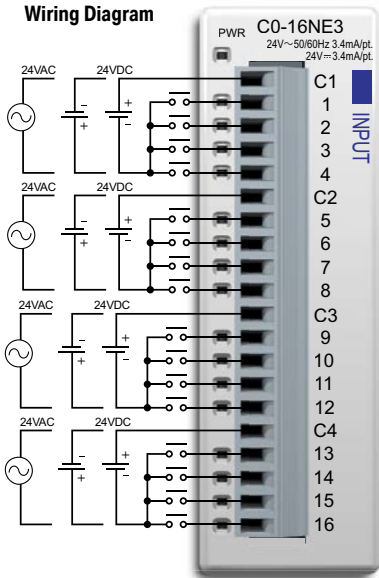 Wiring Diagram
PWR
C0-16NE3
24V~50/60Hz 3.4mA/pt.
24V⎓3.4mA/pt.
24VAC 24VDC
C1
1
2
3
4
INPUT
24VAC 24VDC
C2
5
6
7
8
24VAC 24VDC
C3
9
10
11
12
24VAC 24VDC
C4
13
14
15
16